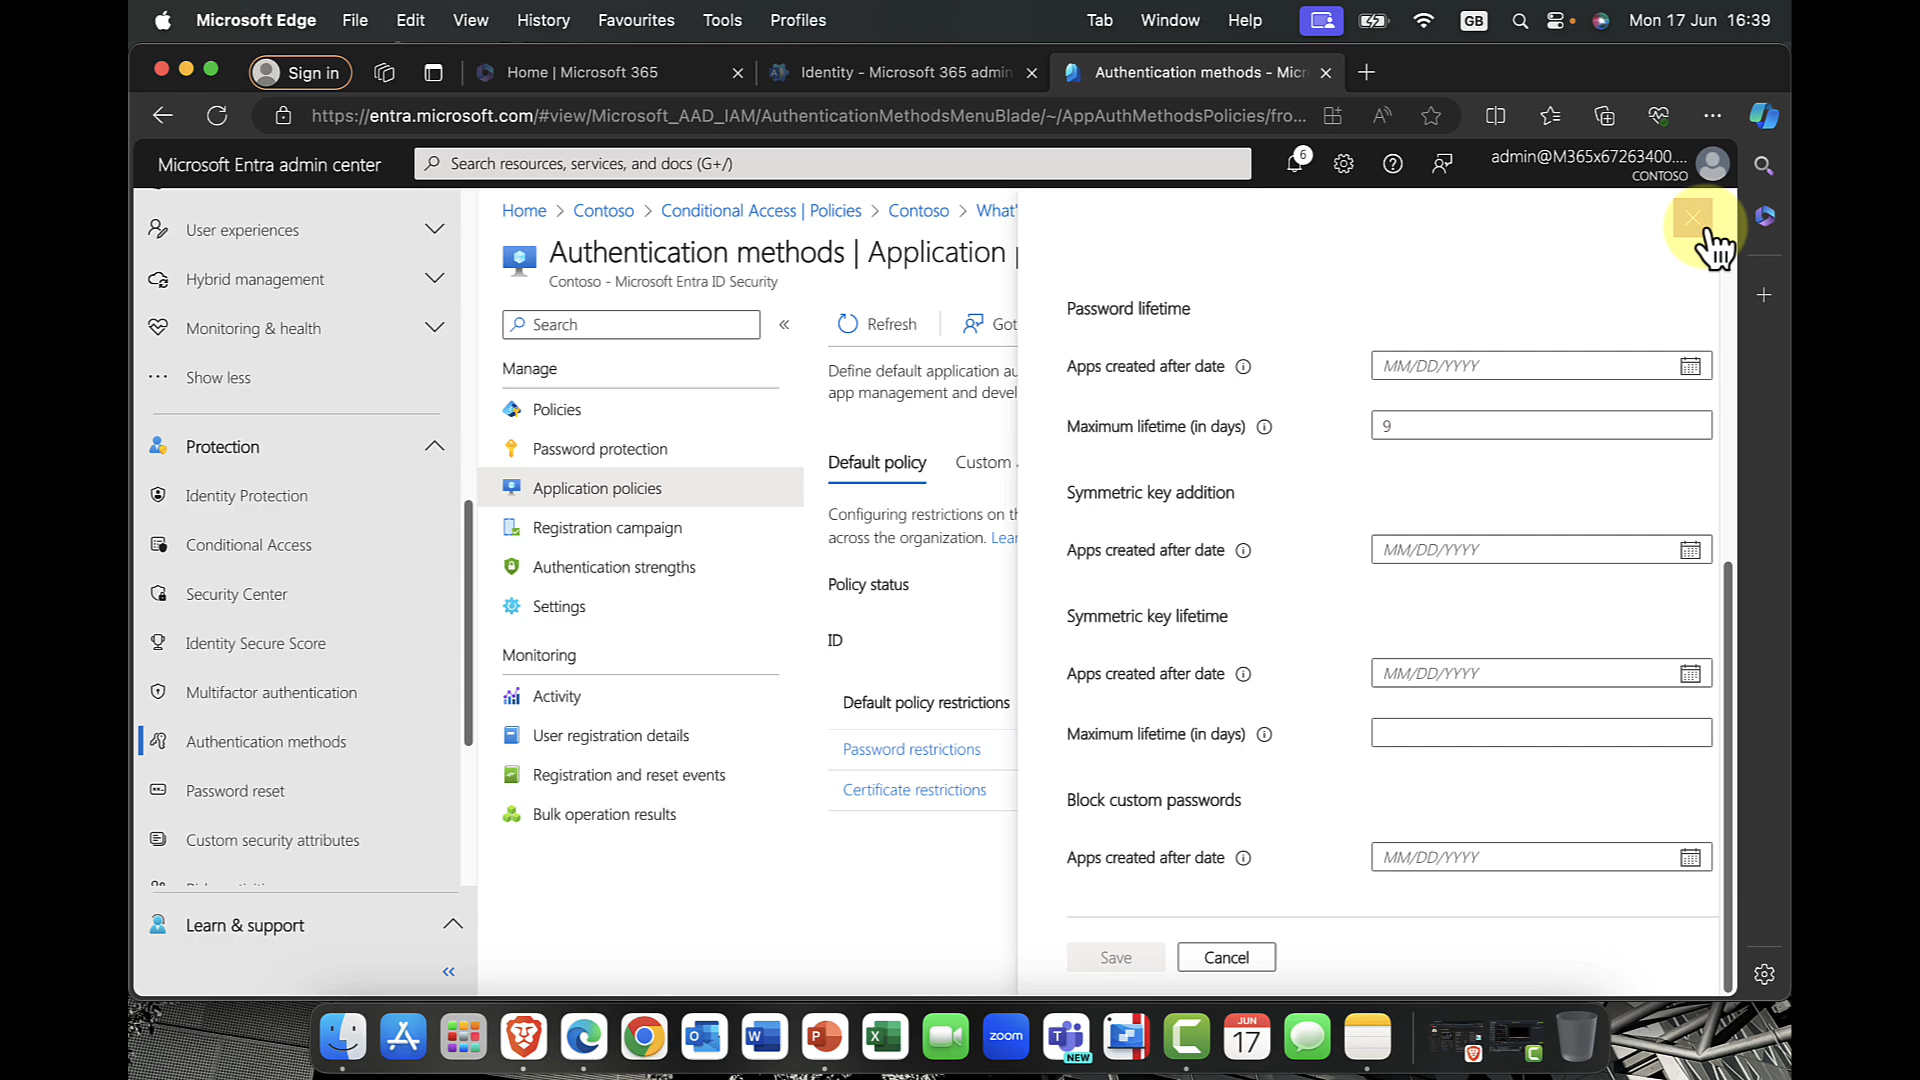 Microsoft Edge File Edit View History Favourites Tools Profiles Tab Window Help GB Mon 17 Jun 16:39
Sign in Home | Microsoft 365 Identity - Microsoft 365 admin Authentication methods - Micr
https://entra.microsoft.com/#view/Microsoft_AAD_IAM/AuthenticationMethodsMenuBlade/~/AppAuthMethodsPolicies/fro...
Microsoft Entra admin center
Search resources, services, and docs (G+/)
6
admin@M365x67263400....
CONTOSO
User experiences
Hybrid management
Monitoring & health
Show less
Protection
Identity Protection
Conditional Access
Security Center
Identity Secure Score
Multifactor authentication
Authentication methods
Password reset
Custom security attributes
Learn & support
Home > Contoso > Conditional Access | Policies > Contoso > What'
Authentication methods | Application p
Contoso - Microsoft Entra ID Security
Search
Manage
Policies
Password protection
Application policies
Registration campaign
Authentication strengths
Settings
Monitoring
Activity
User registration details
Registration and reset events
Bulk operation results
Refresh Got
Define default application au
app management and devel
Default policy Custom a
Configuring restrictions on th
across the organization. Lear
Policy status
ID
Default policy restrictions
Password restrictions
Certificate restrictions
Password lifetime
Apps created after date MM/DD/YYYY
Maximum lifetime (in days) 9
Symmetric key addition
Apps created after date MM/DD/YYYY
Symmetric key lifetime
Apps created after date MM/DD/YYYY
Maximum lifetime (in days)
Block custom passwords
Apps created after date MM/DD/YYYY
Save Cancel
zoom
NEW
JUN
17